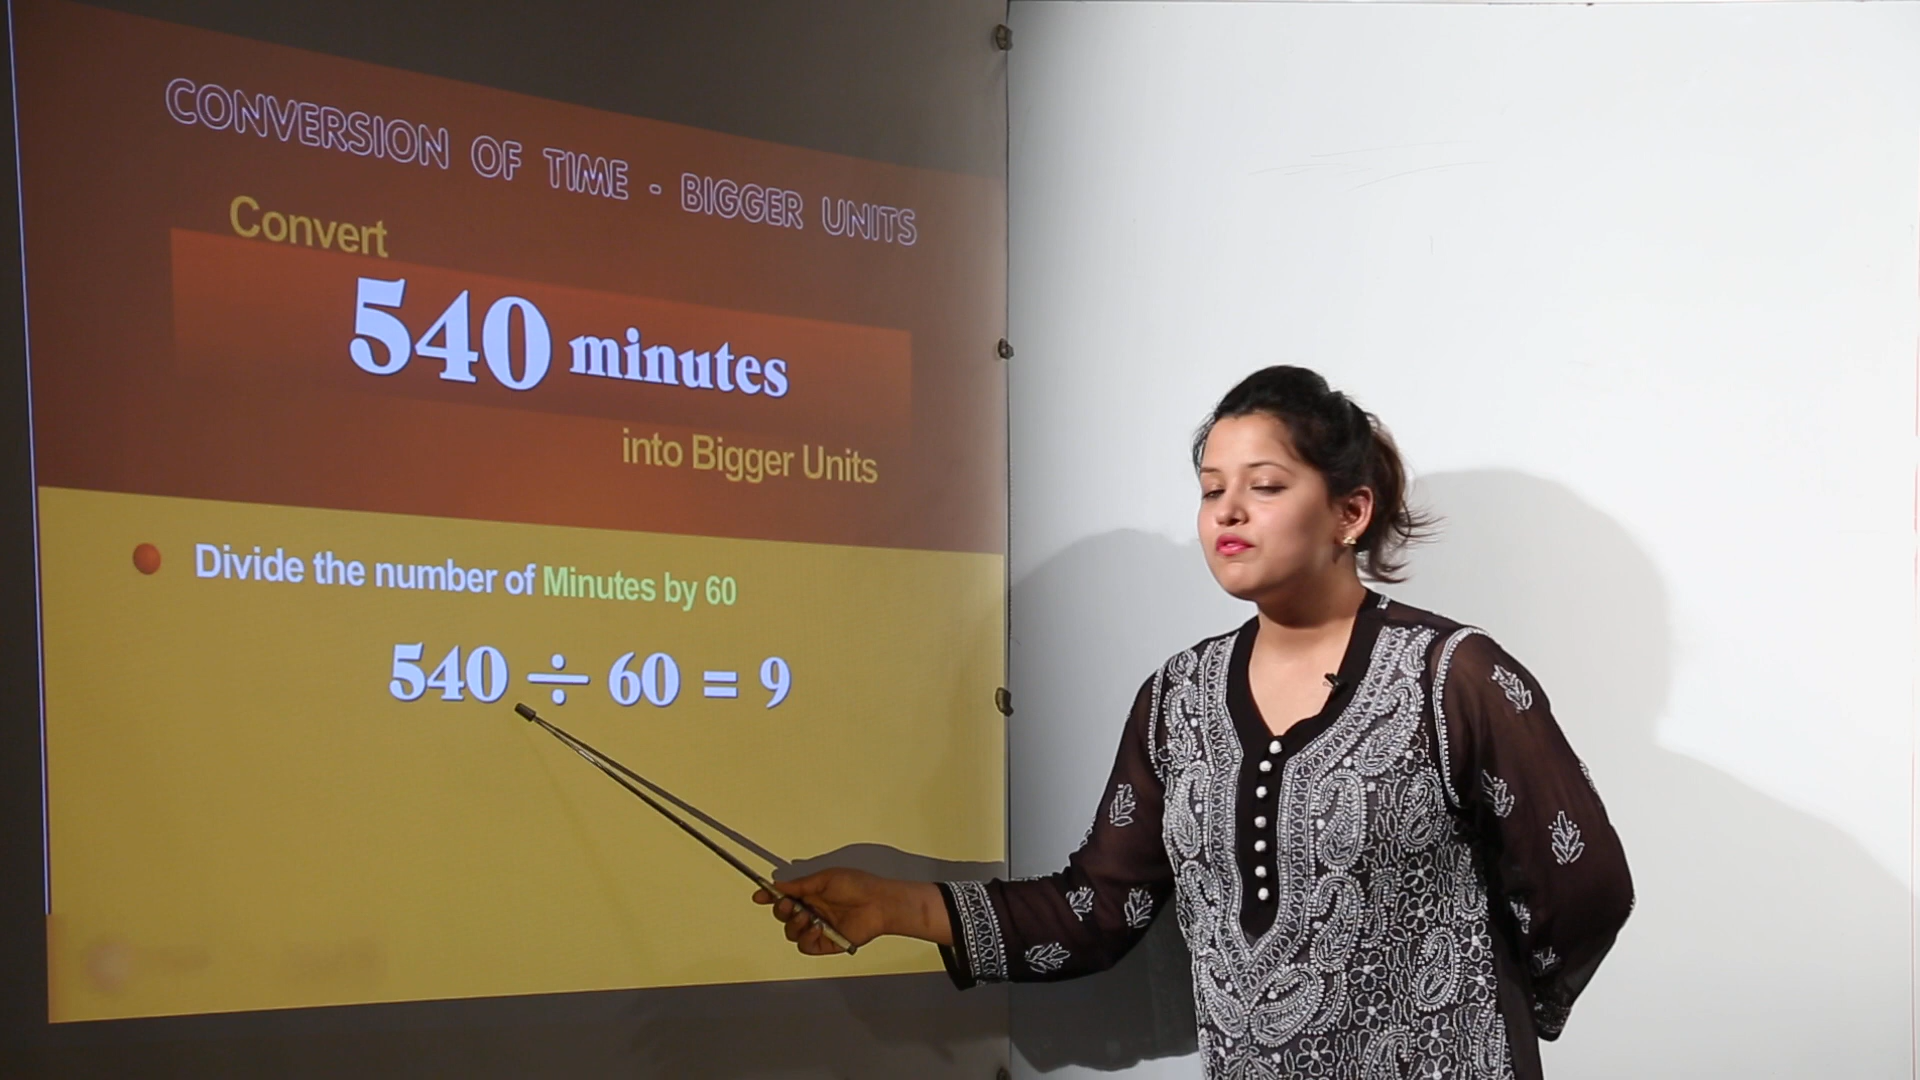 CONVERSION OF TIME - BIGGER UNITS
Convert
540 minutes
into Bigger Units
Divide the number of Minutes by 60
540 ÷ 60 = 9